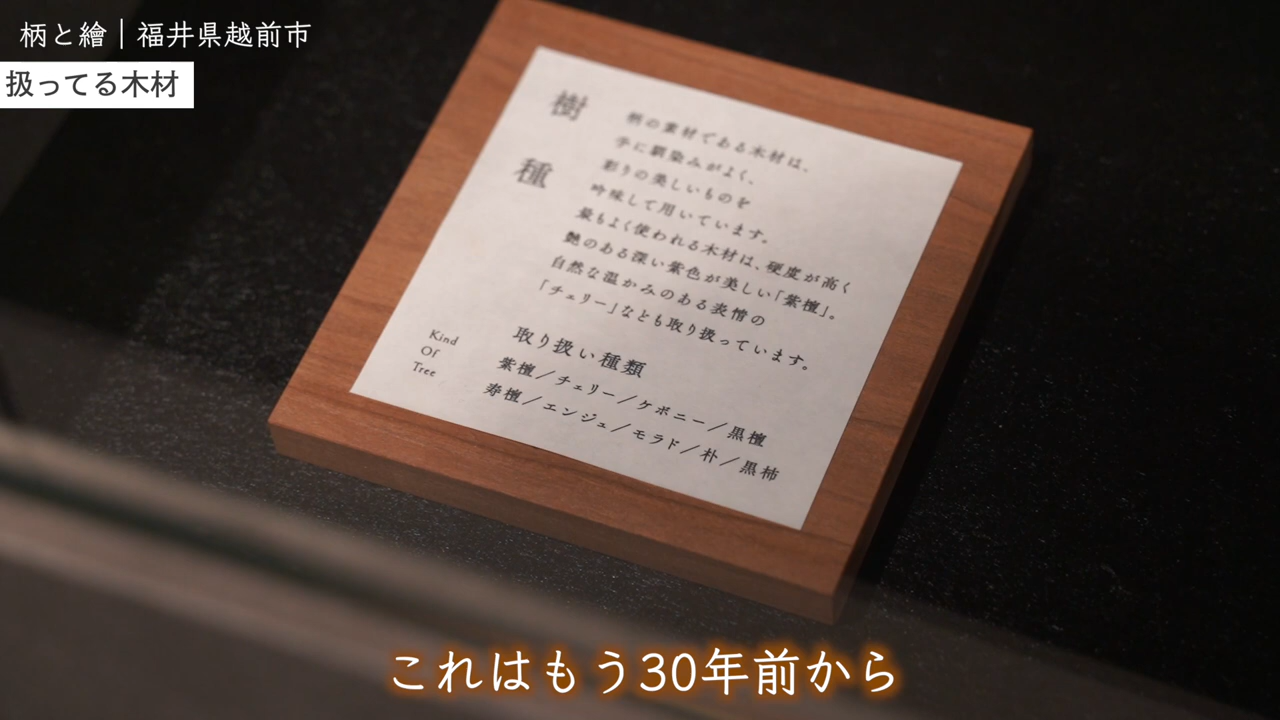 柄と繪｜福井県越前市
扱ってる木材
樹種
柄の素材である木材は、
手に馴染みがよく、
彩りの美しいものを
吟味して用いています。
最もよく使われる木材は、硬度が高く
艶のある深い紫色が美しい「紫檀」。
自然な温かみのある表情の
「チェリー」なども取り扱っています。
取り扱い種類
紫檀／チェリー／ケボニー／黒檀
寿檀／エンジュ／モラド／朴／黒柿
Kind
Of
Tree
これはもう30年前から